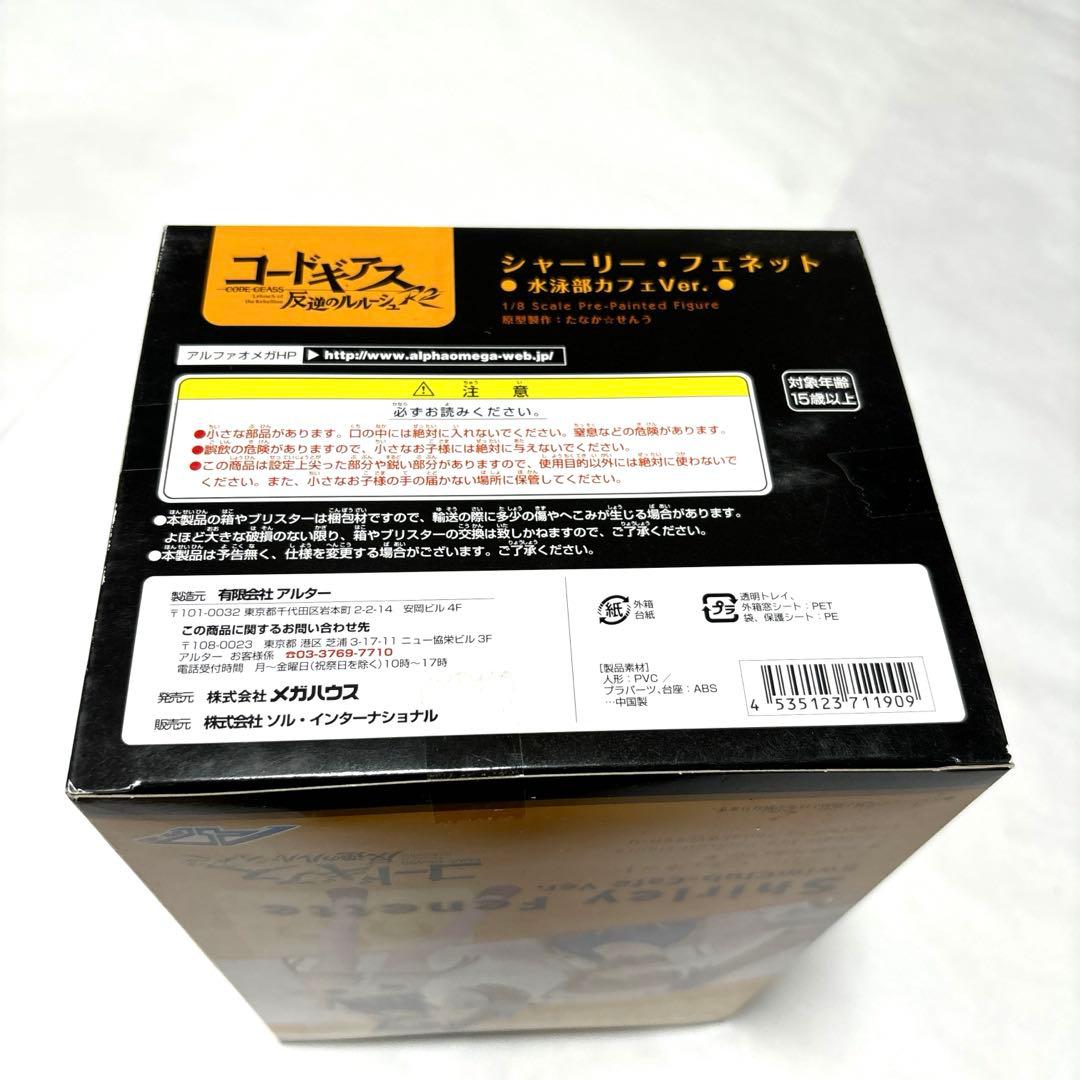 コードギアス
CODE GEASS
Lelouch of the Rebellion
反逆のルルーシュR2
シャーリー・フェネット
● 水泳部カフェVer. ●
1/8 Scale Pre-Painted Figure
原型製作：たなか☆せんう
アルファオメガHP ▶ http://www.alphaomega-web.jp/
対象年齢
15歳以上
⚠ 注意
必ずお読みください。
●小さな部品があります。口の中には絶対に入れないでください。窒息などの危険があります。
●誤飲の危険がありますので、小さなお子様には絶対に与えないでください。
●この商品は設定上尖った部分や鋭い部分がありますので、使用目的以外には絶対に使わないで
ください。また、小さなお子様の手の届かない場所に保管してください。
●本製品の箱やブリスターは梱包材ですので、輸送の際に多少の傷やへこみが生じる場合があります。
よほど大きな破損のない限り、箱やブリスターの交換は致しかねますので、ご了承ください。
●本製品は予告無く、仕様を変更する場合がございます。ご了承ください。
製造元 有限会社 アルター
〒101-0032 東京都千代田区岩本町 2-2-14 安岡ビル 4F
この商品に関するお問い合わせ先
〒108-0023 東京都 港区 芝浦 3-17-11 ニュー協栄ビル 3F
アルター お客様係 ☎03-3769-7710
電話受付時間 月〜金曜日(祝祭日を除く)10時〜17時
発売元 株式会社 メガハウス
販売元 株式会社 ソル・インターナショナル
紙
外箱
台紙
プラ
透明トレイ、
外箱窓シート：PET
袋、保護シート：PE
[製品素材]
人形：PVC／
プラパーツ、台座：ABS
…中国製
4 535123 711909
コードギアス
反逆のルルーシュR2
Swimclub-cafe ver.
Shirley Fenette